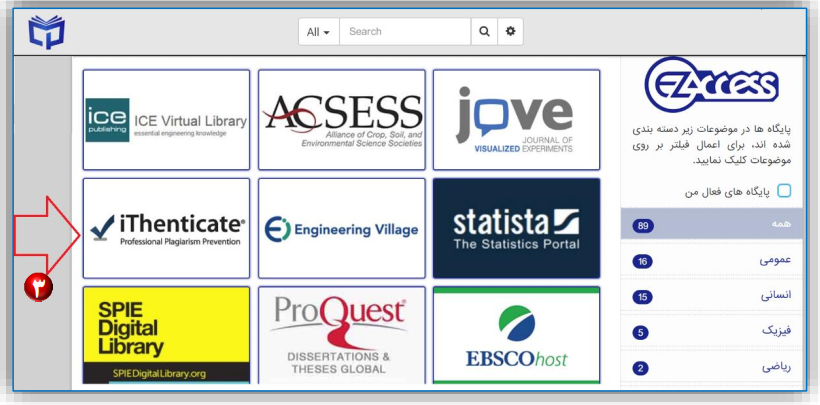 All
Search
ice
publishing
ICE Virtual Library
essential engineering knowledge
ACSESS
Alliance of Crop, Soil, and
Environmental Science Societies
jove
JOURNAL OF
VISUALIZED EXPERIMENTS
iThenticate®
Professional Plagiarism Prevention
Engineering Village
statista
The Statistics Portal
۳
SPIE
Digital
Library
SPIEDigitalLibrary.org
ProQuest
DISSERTATIONS &
THESES GLOBAL
EBSCOhost
EZAccess
پایگاه ها در موضوعات زیر دسته بندی
شده اند، برای اعمال فیلتر بر روی
موضوعات کلیک نمایید.
پایگاه های فعال من
همه 89
عمومی 16
انسانی 15
فیزیک 5
ریاضی 2